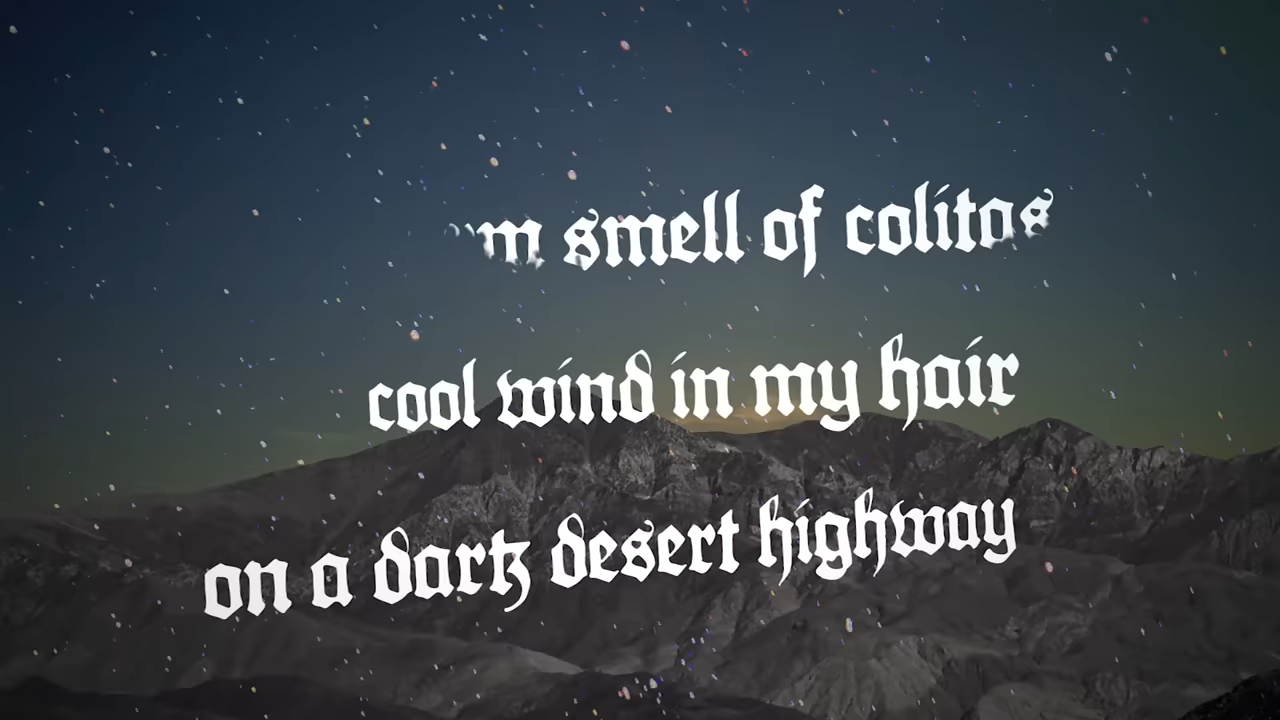 smell of colitas
cool wind in my hair
on a dark desert highway